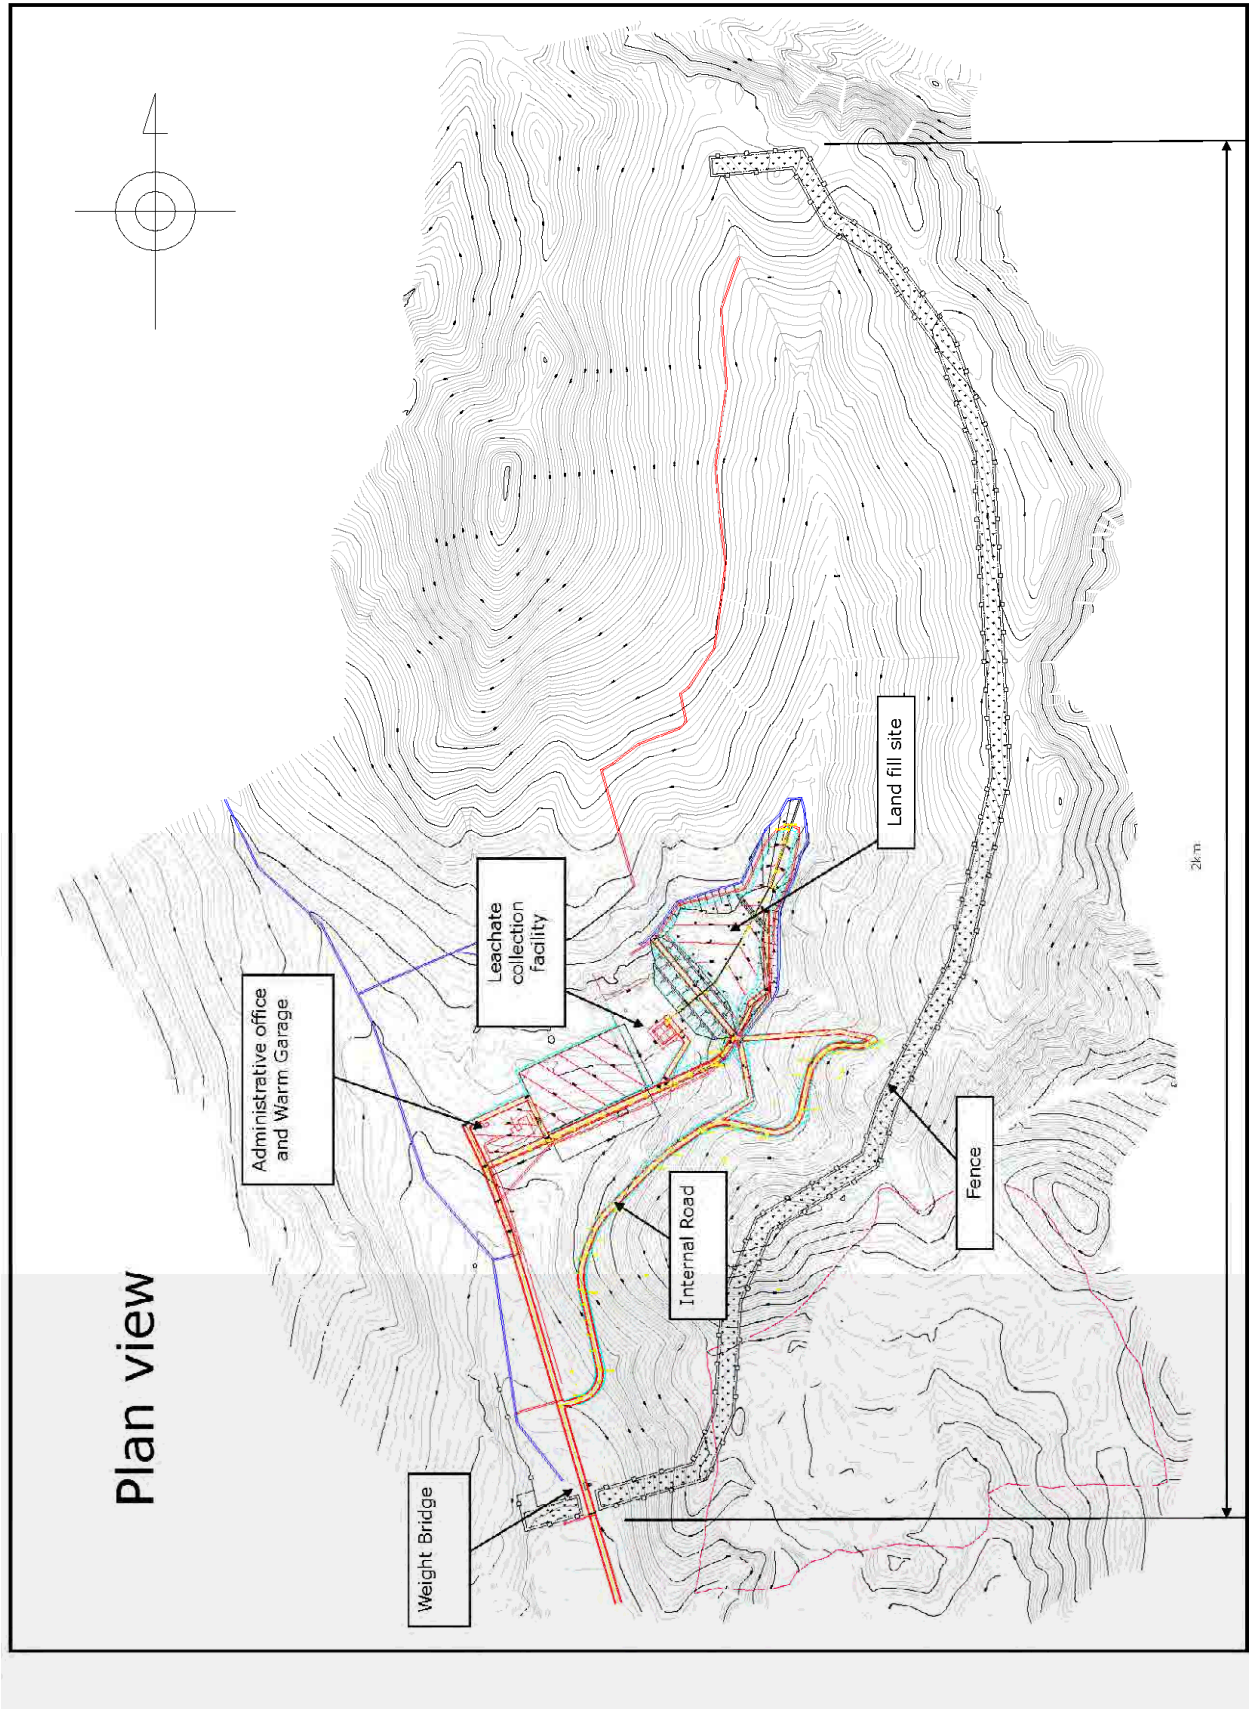 Plan view
Weight Bridge
Administrative office
and Warm Garage
Leachate
collection
facility
Internal Road
Land fill site
Fence
2km